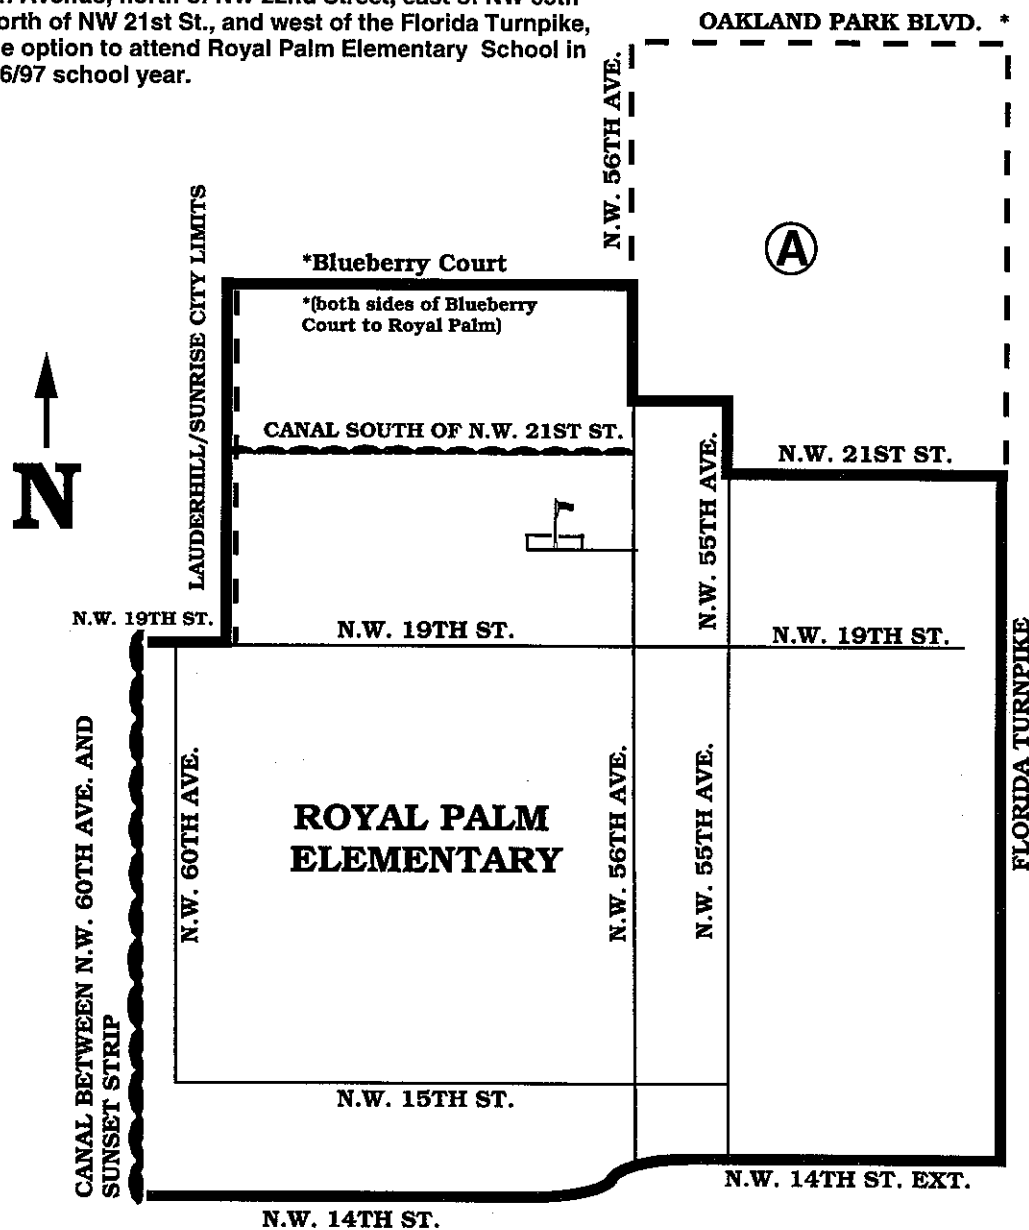 north of NW 22nd Street, east of NW
orth of NW 21st St., and west of the Florida Turnpike,
e option to attend Royal Palm Elementary School in
6/97 school year.
OAKLAND PARK BLVD. *
N.W. 56TH AVE.
A
LAUDERHILL/SUNRISE CITY LIMITS
*Blueberry Court
*(both sides of Blueberry
Court to Royal Palm)
CANAL SOUTH OF N.W. 21ST ST.
N.W. 21ST ST.
N
N.W. 55TH AVE.
N.W. 19TH ST.
N.W. 19TH ST.
N.W. 19TH ST.
FLORIDA TURNPIKE
CANAL BETWEEN N.W. 60TH AVE. AND
SUNSET STRIP
N.W. 60TH AVE.
ROYAL PALM
ELEMENTARY
N.W. 56TH AVE.
N.W. 55TH AVE.
N.W. 15TH ST.
N.W. 14TH ST. EXT.
N.W. 14TH ST.